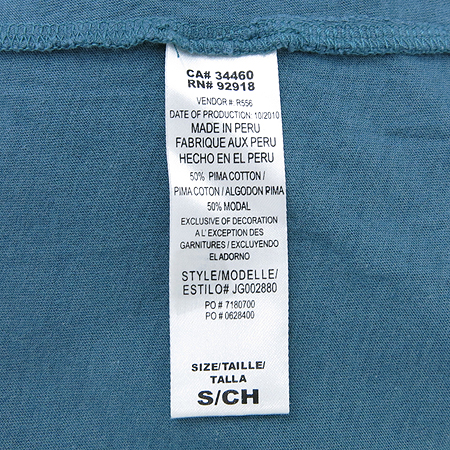 CA# 34460
RN# 92918
VENDOR #: R556
DATE OF PRODUCTION: 10/2010
MADE IN PERU
FABRIQUE AUX PERU
HECHO EN EL PERU
50% PIMA COTTON /
PIMA COTON / ALGODON PIMA
50% MODAL
EXCLUSIVE OF DECORATION
A L' EXCEPTION DES
GARNITURES / EXCLUYENDO
EL ADORNO
STYLE/MODELLE/
ESTILO# JG002880
PO # 7180700
PO # 0628400
SIZE/TAILLE/
TALLA
S/CH